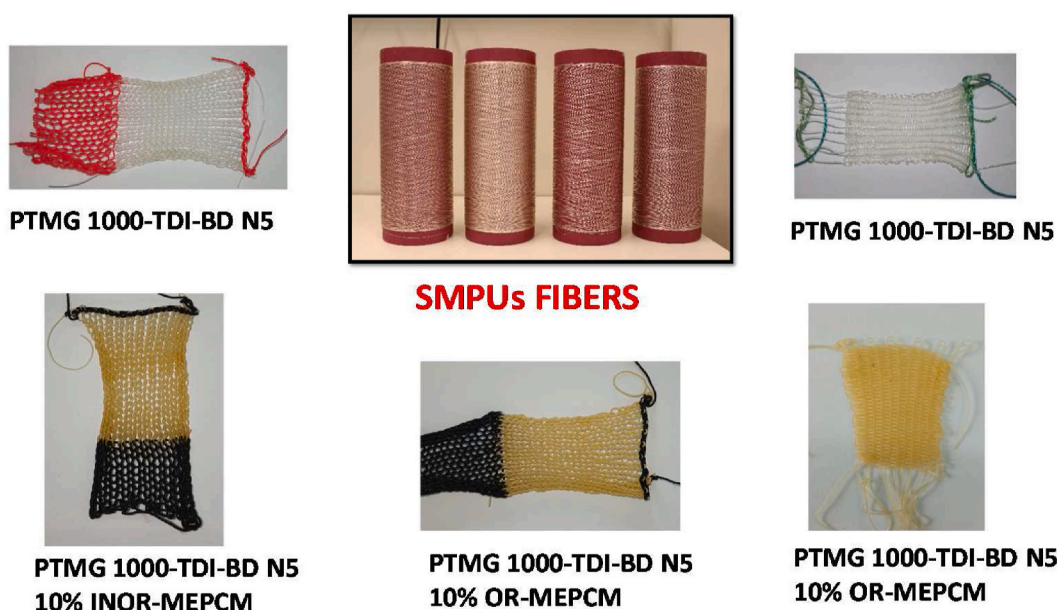 PTMG 1000-TDI-BD N5
SMPUs FIBERS
PTMG 1000-TDI-BD N5
PTMG 1000-TDI-BD N5
10% INOR-MEPCM
PTMG 1000-TDI-BD N5
10% OR-MEPCM
PTMG 1000-TDI-BD N5
10% OR-MEPCM